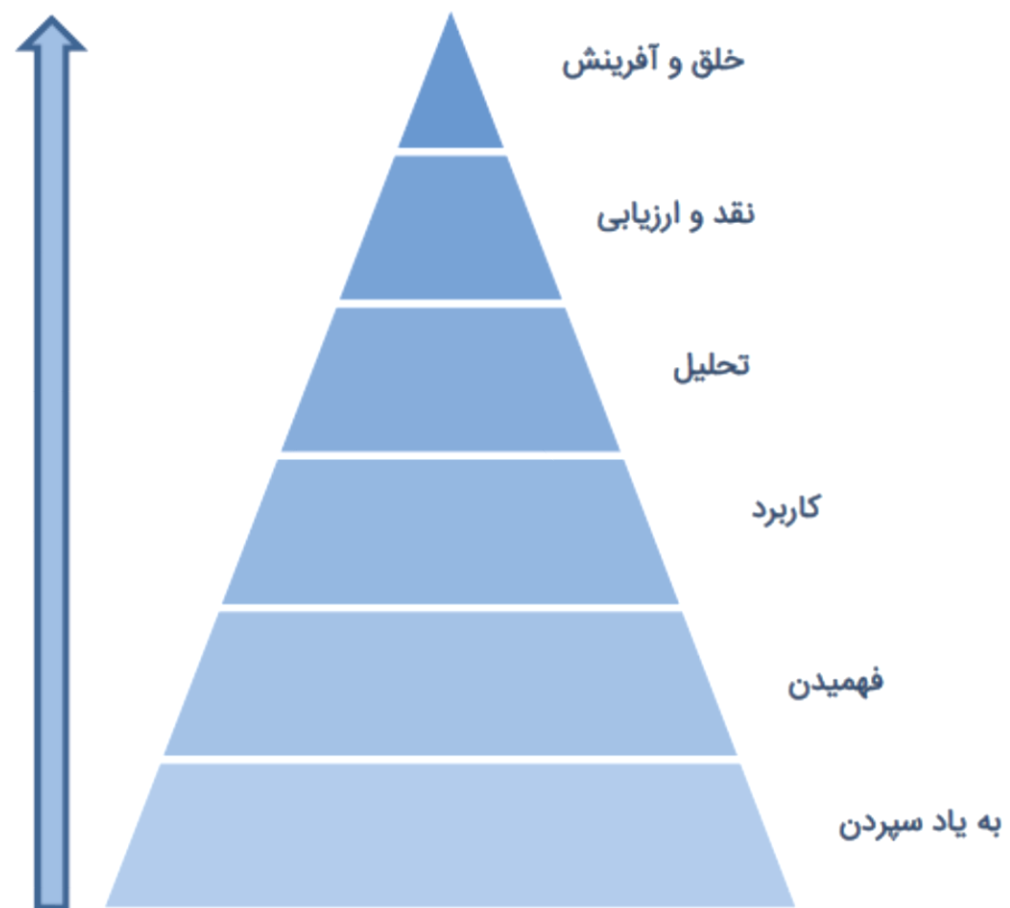 خلق و آفرینش
نقد و ارزیابی
تحلیل
کاربرد
فهمیدن
به یاد سپردن